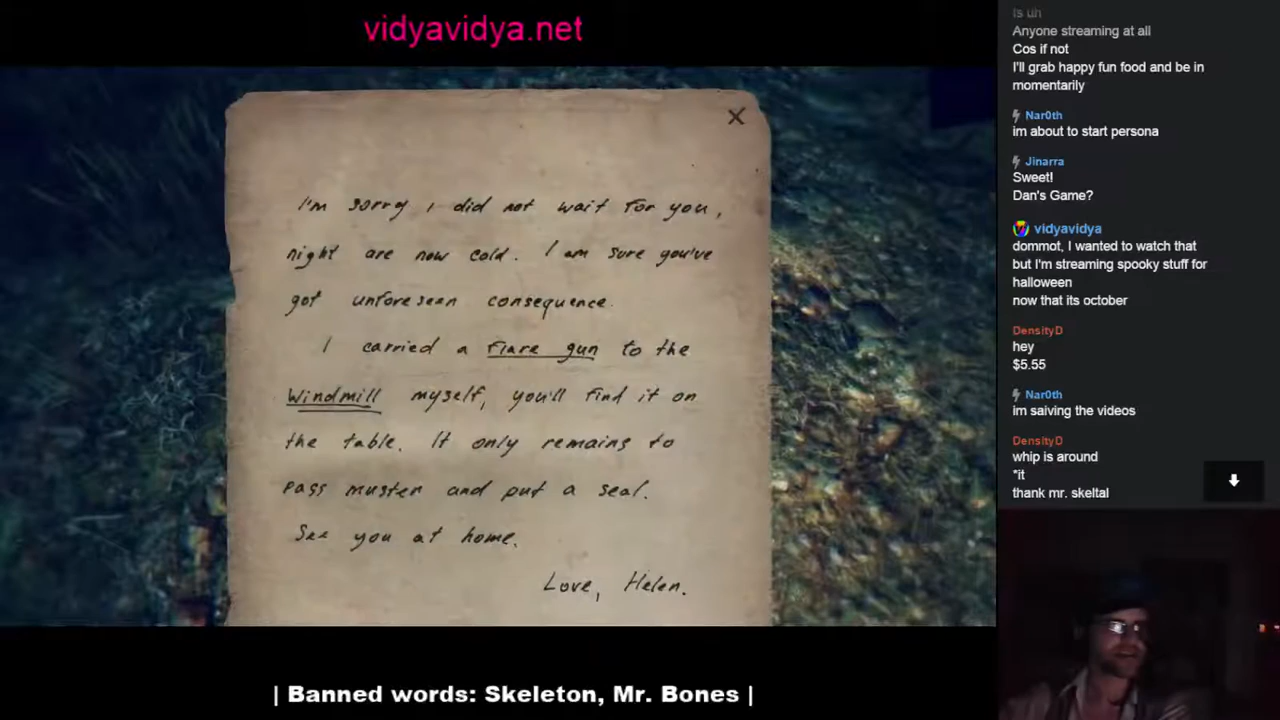 vidyavidya.net
I'm sorry I did not wait for you,
night are now cold. I am sure you've
got unforeseen consequence.
I carried a flare gun to the
Windmill myself, you'll find it on
the table. It only remains to
pass muster and put a seal.
See you at home.
Love, Helen.
| Banned words: Skeleton, Mr. Bones |
Is uh
Anyone streaming at all
Cos if not
I'll grab happy fun food and be in
momentarily
Nar0th
im about to start persona
Jinarra
Sweet!
Dan's Game?
vidyavidya
dommot, I wanted to watch that
but I'm streaming spooky stuff for
halloween
now that its october
DensityD
hey
$5.55
Nar0th
im saiving the videos
DensityD
whip is around
*it
thank mr. skeltal